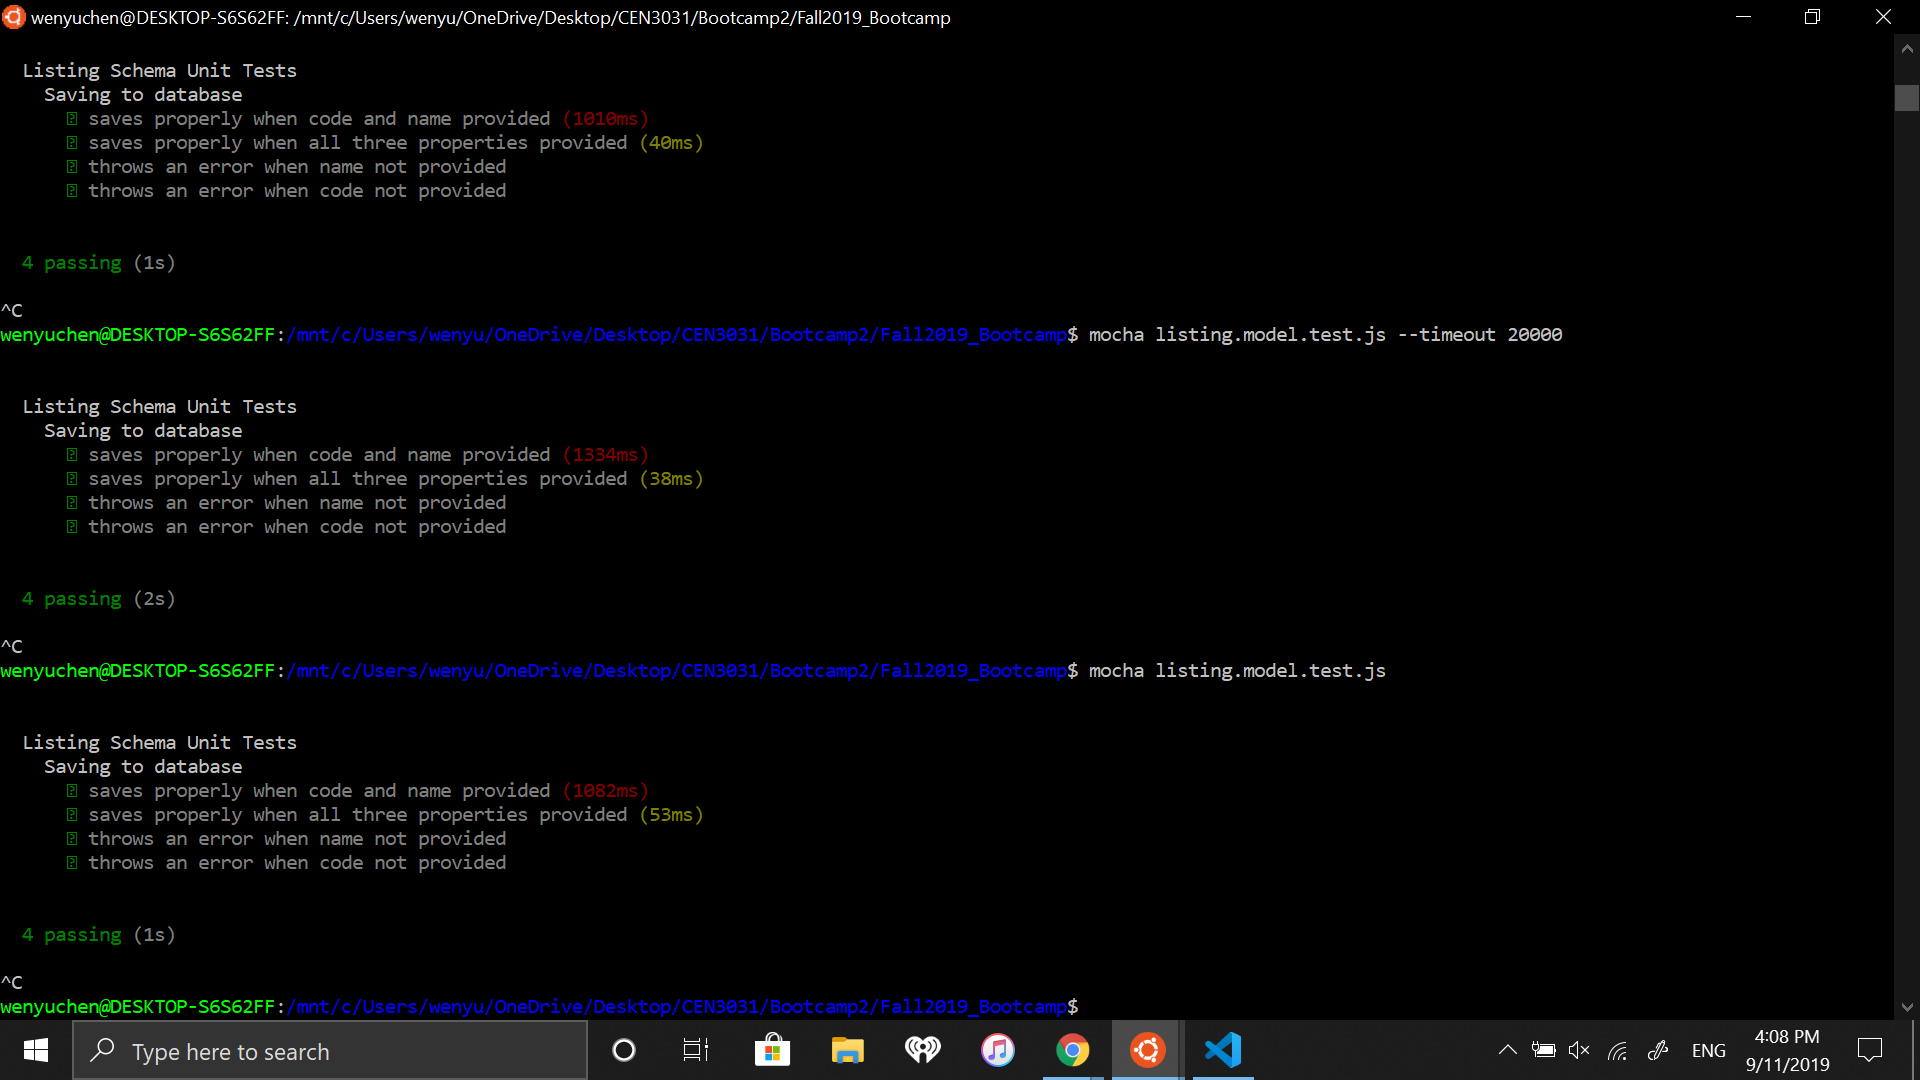 wenyuchen@DESKTOP-S6S62FF: /mnt/c/Users/wenyu/OneDrive/Desktop/CEN3031/Bootcamp2/Fall2019_Bootcamp
Listing Schema Unit Tests
Saving to database
saves properly when code and name provided (1010ms)
saves properly when all three properties provided (40ms)
throws an error when name not provided
throws an error when code not provided
4 passing (1s)
^C
wenyuchen@DESKTOP-S6S62FF:/mnt/c/Users/wenyu/OneDrive/Desktop/CEN3031/Bootcamp2/Fall2019_Bootcamp$ mocha listing.model.test.js --timeout 20000
Listing Schema Unit Tests
Saving to database
saves properly when code and name provided (1334ms)
saves properly when all three properties provided (38ms)
throws an error when name not provided
throws an error when code not provided
4 passing (2s)
^C
wenyuchen@DESKTOP-S6S62FF:/mnt/c/Users/wenyu/OneDrive/Desktop/CEN3031/Bootcamp2/Fall2019_Bootcamp$ mocha listing.model.test.js
Listing Schema Unit Tests
Saving to database
saves properly when code and name provided (1082ms)
saves properly when all three properties provided (53ms)
throws an error when name not provided
throws an error when code not provided
4 passing (1s)
^C
wenyuchen@DESKTOP-S6S62FF:/mnt/c/Users/wenyu/OneDrive/Desktop/CEN3031/Bootcamp2/Fall2019_Bootcamp$
Type here to search
ENG
4:08 PM
9/11/2019